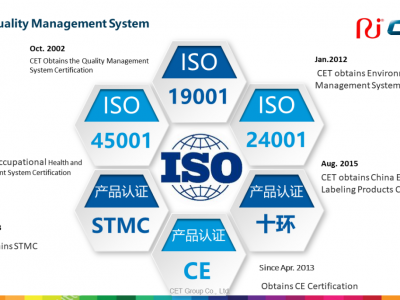 uality Management System
Oct. 2002
CET Obtains the Quality Management
System Certification
ISO
19001
Jan.2012
CET obtains Environ
Management System
ISO
45001
ISO
24001
ISO
ccupational Health and
ent System Certification
Aug. 2015
CET obtains China E
Labeling Products C
产品认证
STMC
产品认证
十环
产品认证
CE
ains STMC
Since Apr. 2013
Obtains CE Certification
CET Group Co., Ltd.